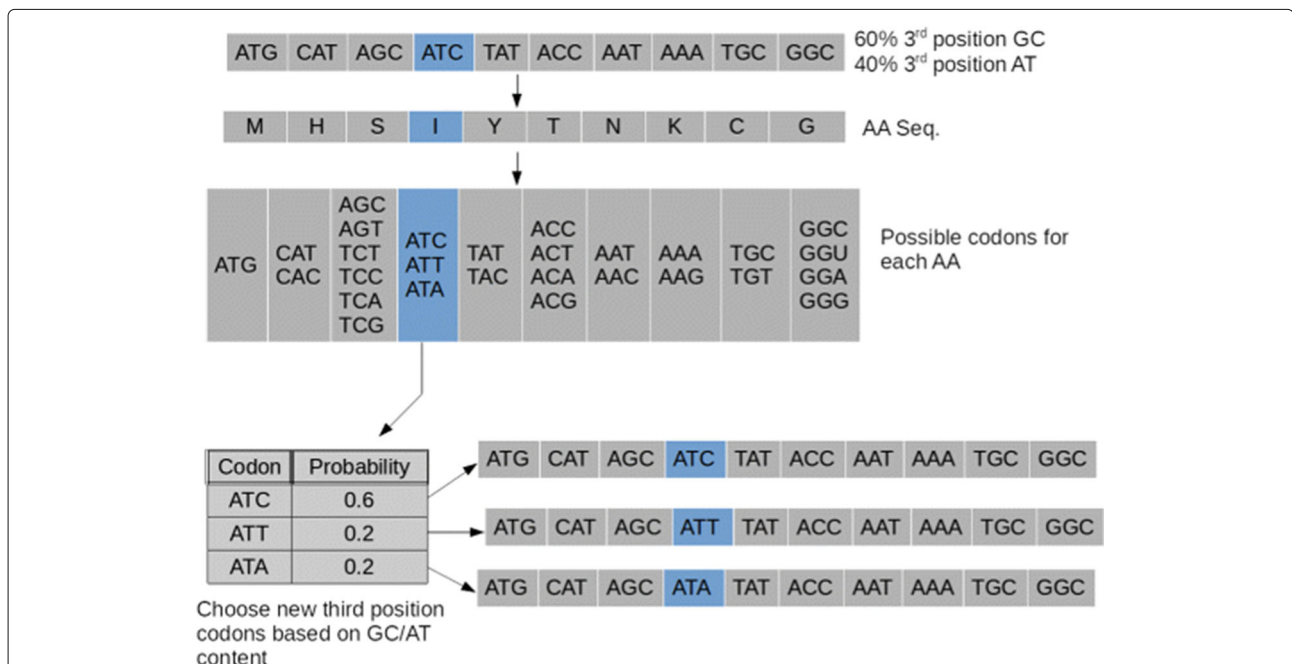 ATG CAT AGC ATC TAT ACC AAT AAA TGC GGC
60% 3rd position GC
40% 3rd position AT
M H S I Y T N K C G
AA Seq.
ATG
CAT
CAC
AGC
AGT
TCT
TCC
TCA
TCG
ATC
ATT
ATA
TAT
TAC
ACC
ACT
ACA
ACG
AAT
AAC
AAA
AAG
TGC
TGT
GGC
GGU
GGA
GGG
Possible codons for
each AA
Codon Probability
ATC 0.6
ATT 0.2
ATA 0.2
Choose new third position
codons based on GC/AT
content
ATG CAT AGC ATC TAT ACC AAT AAA TGC GGC
ATG CAT AGC ATT TAT ACC AAT AAA TGC GGC
ATG CAT AGC ATA TAT ACC AAT AAA TGC GGC